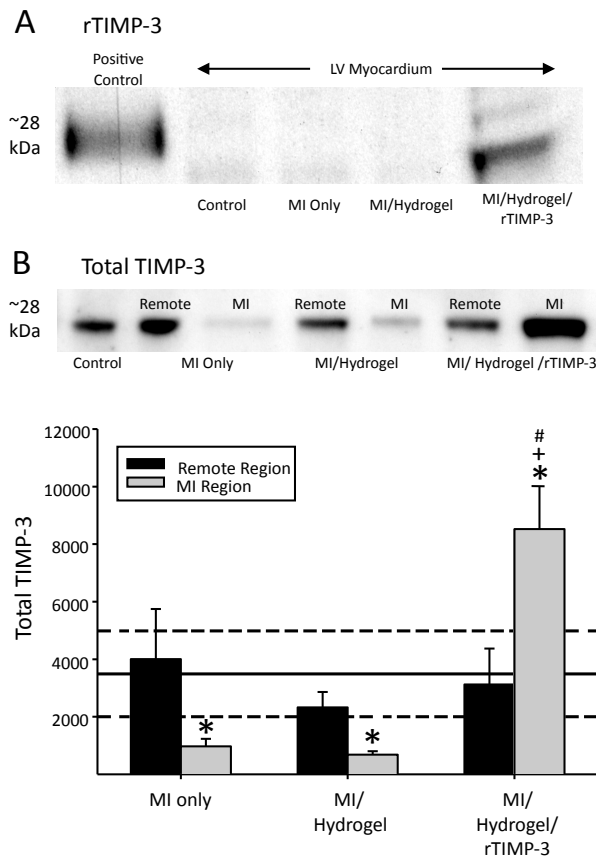 A
rTIMP-3
Positive
Control
LV Myocardium
~28
kDa
Control
MI Only
MI/Hydrogel
MI/Hydrogel/
rTIMP-3
B
Total TIMP-3
~28
kDa
Remote
MI
Remote
MI
Remote
MI
Control
MI Only
MI/Hydrogel
MI/ Hydrogel /rTIMP-3
12000
10000
8000
6000
4000
2000
Total TIMP-3
Remote Region
MI Region
*
*
#
+
*
MI only
MI/
Hydrogel
MI/
Hydrogel/
rTIMP-3